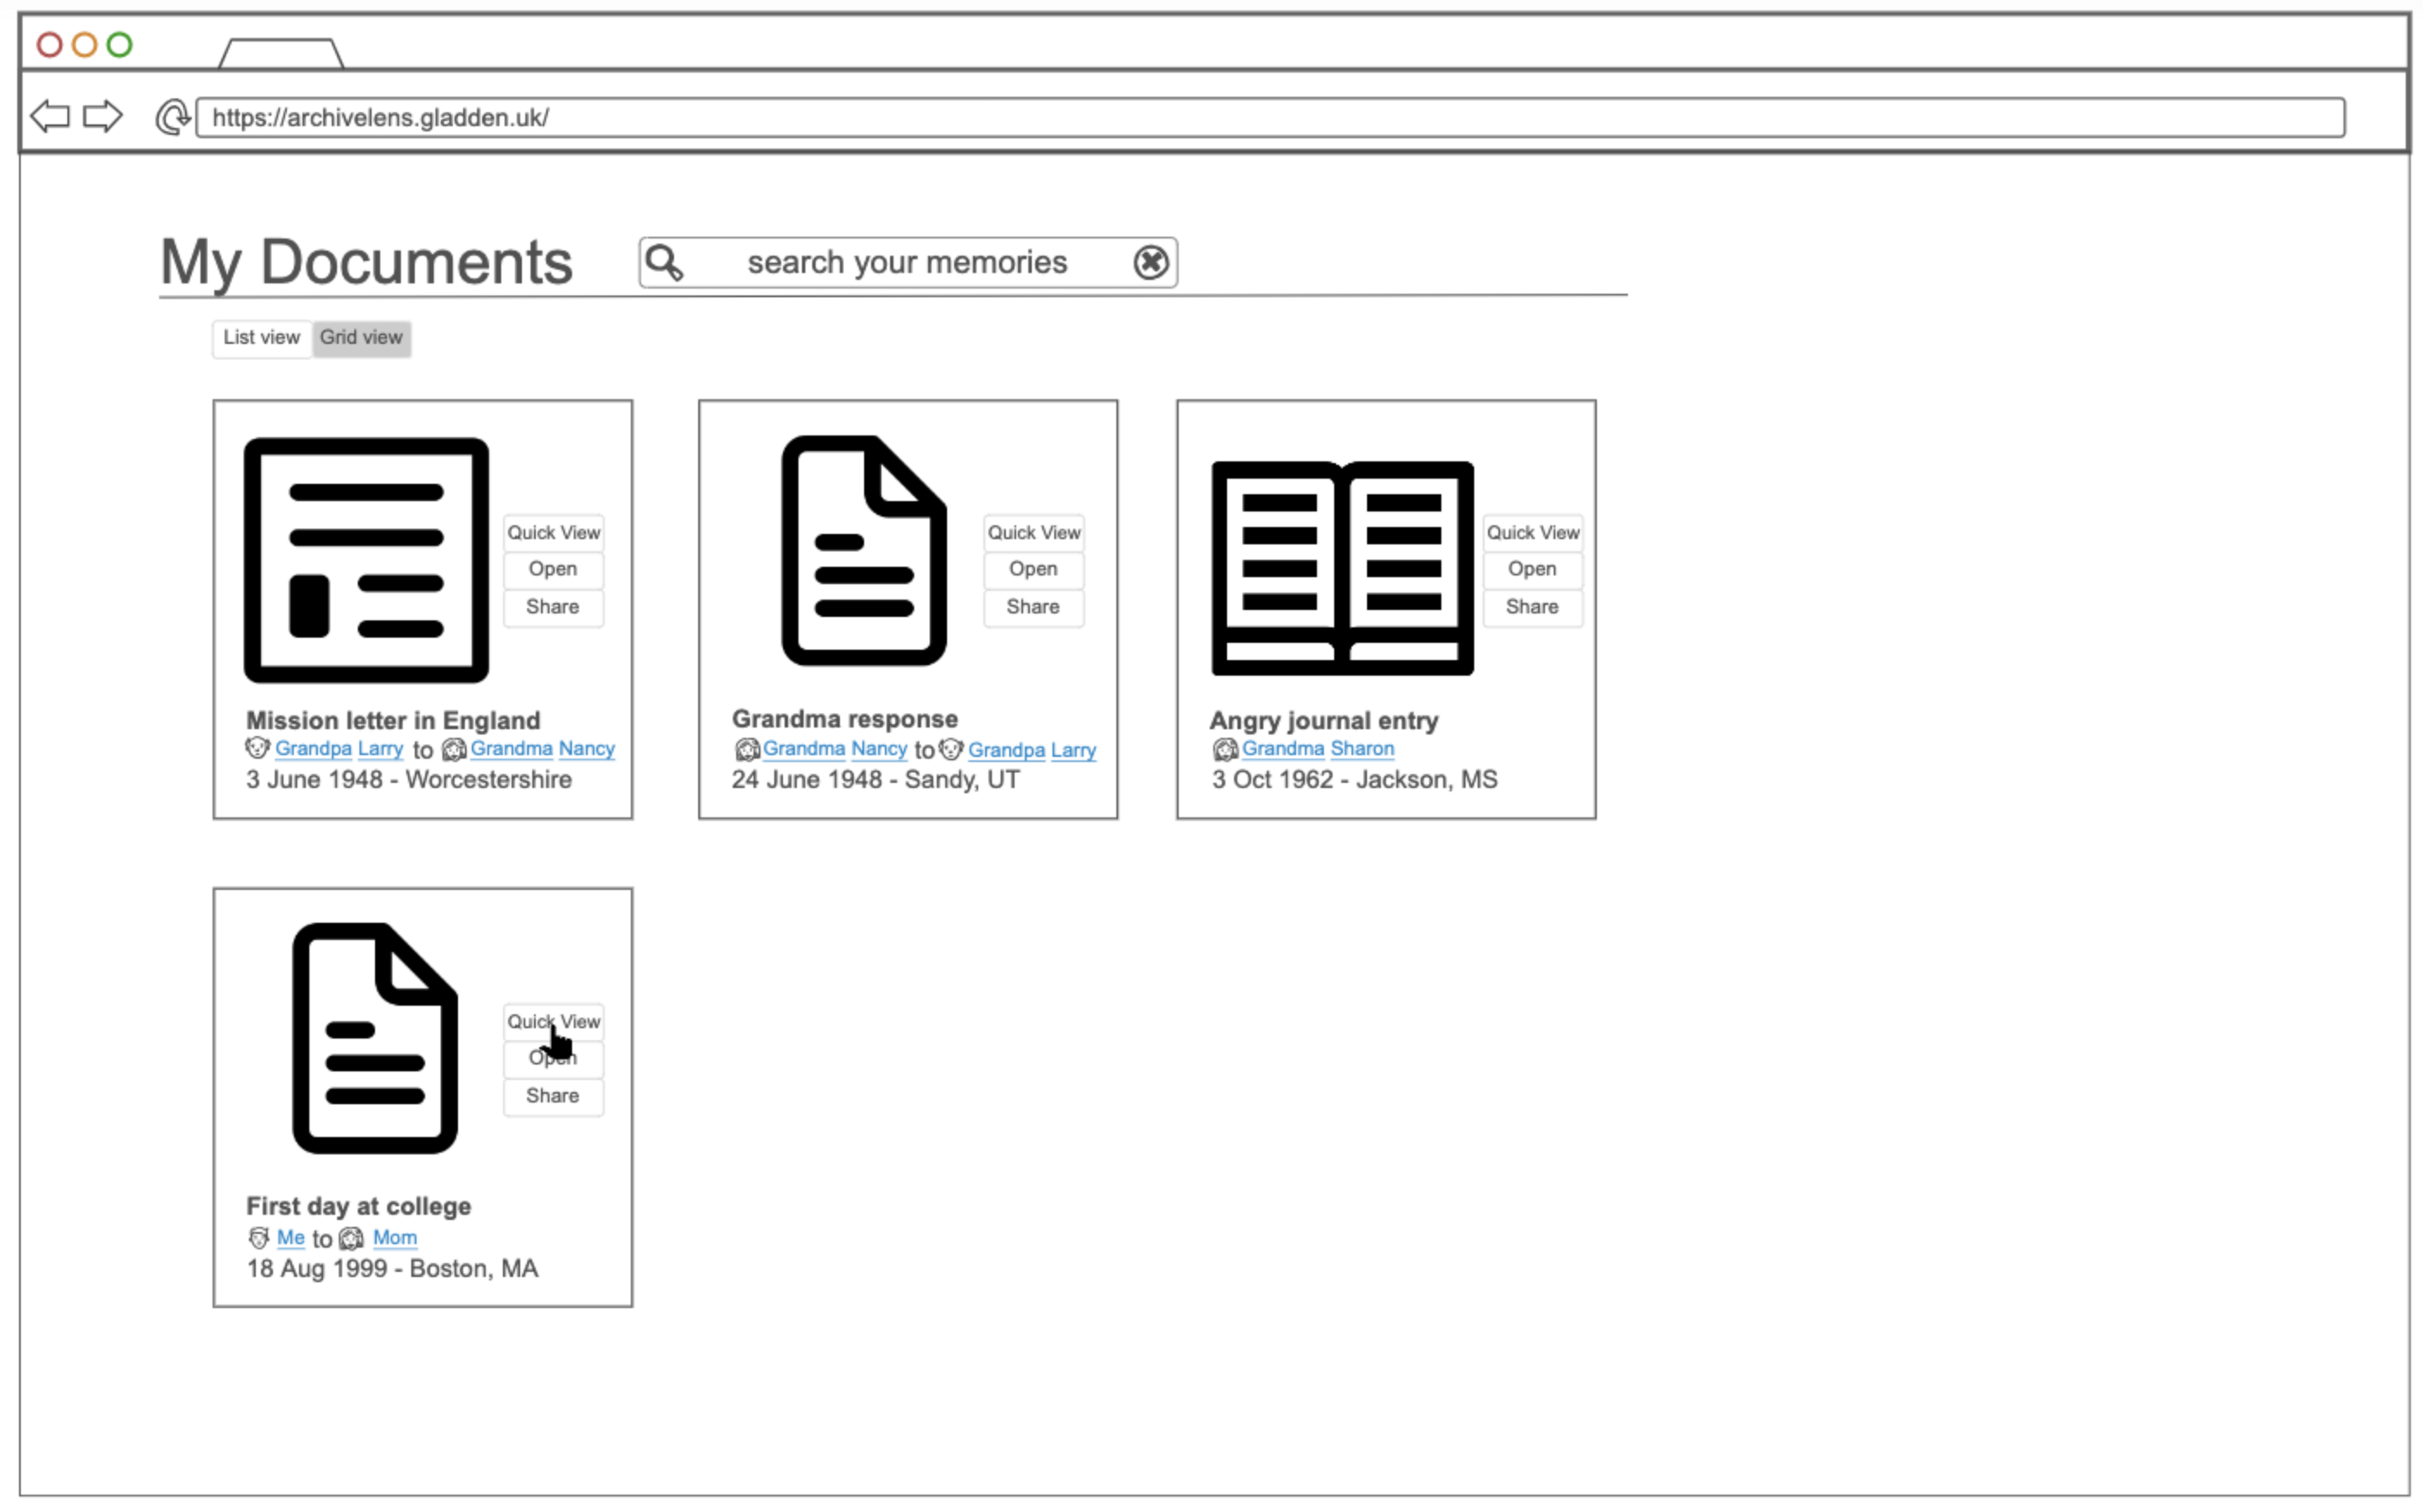 https://archivelens.gladden.uk/
My Documents
search your memories
List view Grid view
Quick View
Open
Share
Mission letter in England
Grandpa Larry to Grandma Nancy
3 June 1948 - Worcestershire
Quick View
Open
Share
Grandma response
Grandma Nancy to Grandpa Larry
24 June 1948 - Sandy, UT
Quick View
Open
Share
Angry journal entry
Grandma Sharon
3 Oct 1962 - Jackson, MS
Quick View
Open
Share
First day at college
Me to Mom
18 Aug 1999 - Boston, MA